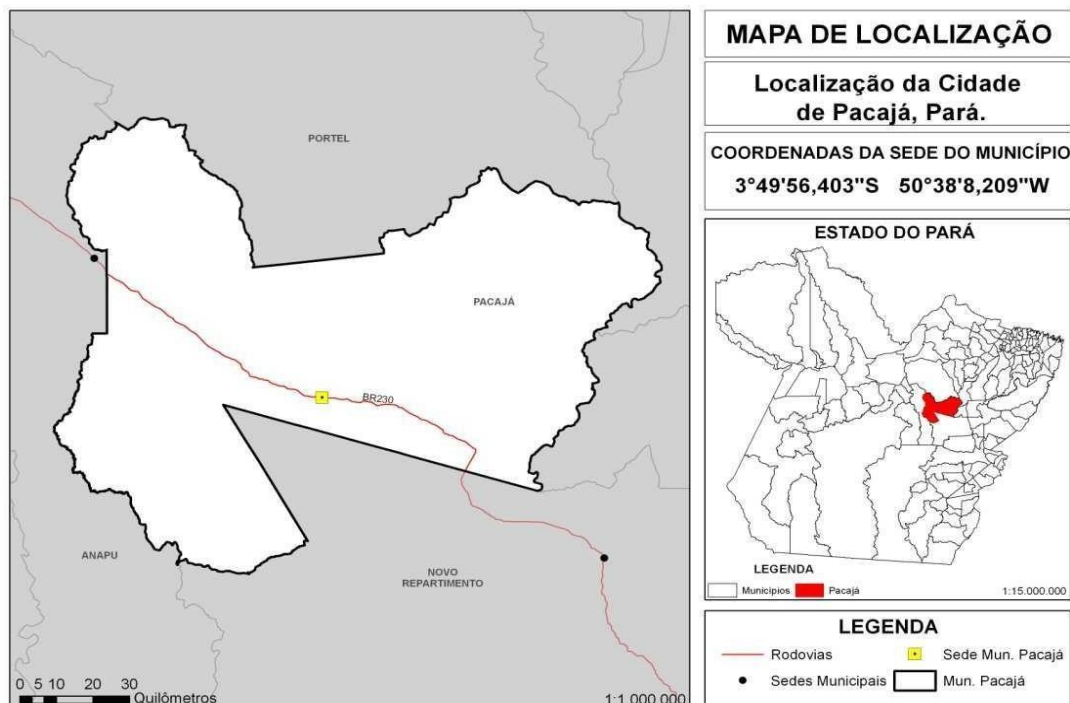 PORTEL
PACAJÁ
BR230
ANAPU
NOVO
REPARTIMENTO
0 5 10 20 30
Quilômetros
1:1.000.000
MAPA DE LOCALIZAÇÃO
Localização da Cidade
de Pacajá, Pará.
COORDENADAS DA SEDE DO MUNICÍPIO
3°49'56,403"S 50°38'8,209"W
ESTADO DO PARÁ
LEGENDA
Municípios Pacajá 1:15.000.000
LEGENDA
Rodovias Sede Mun. Pacajá
Sedes Municipais Mun. Pacajá